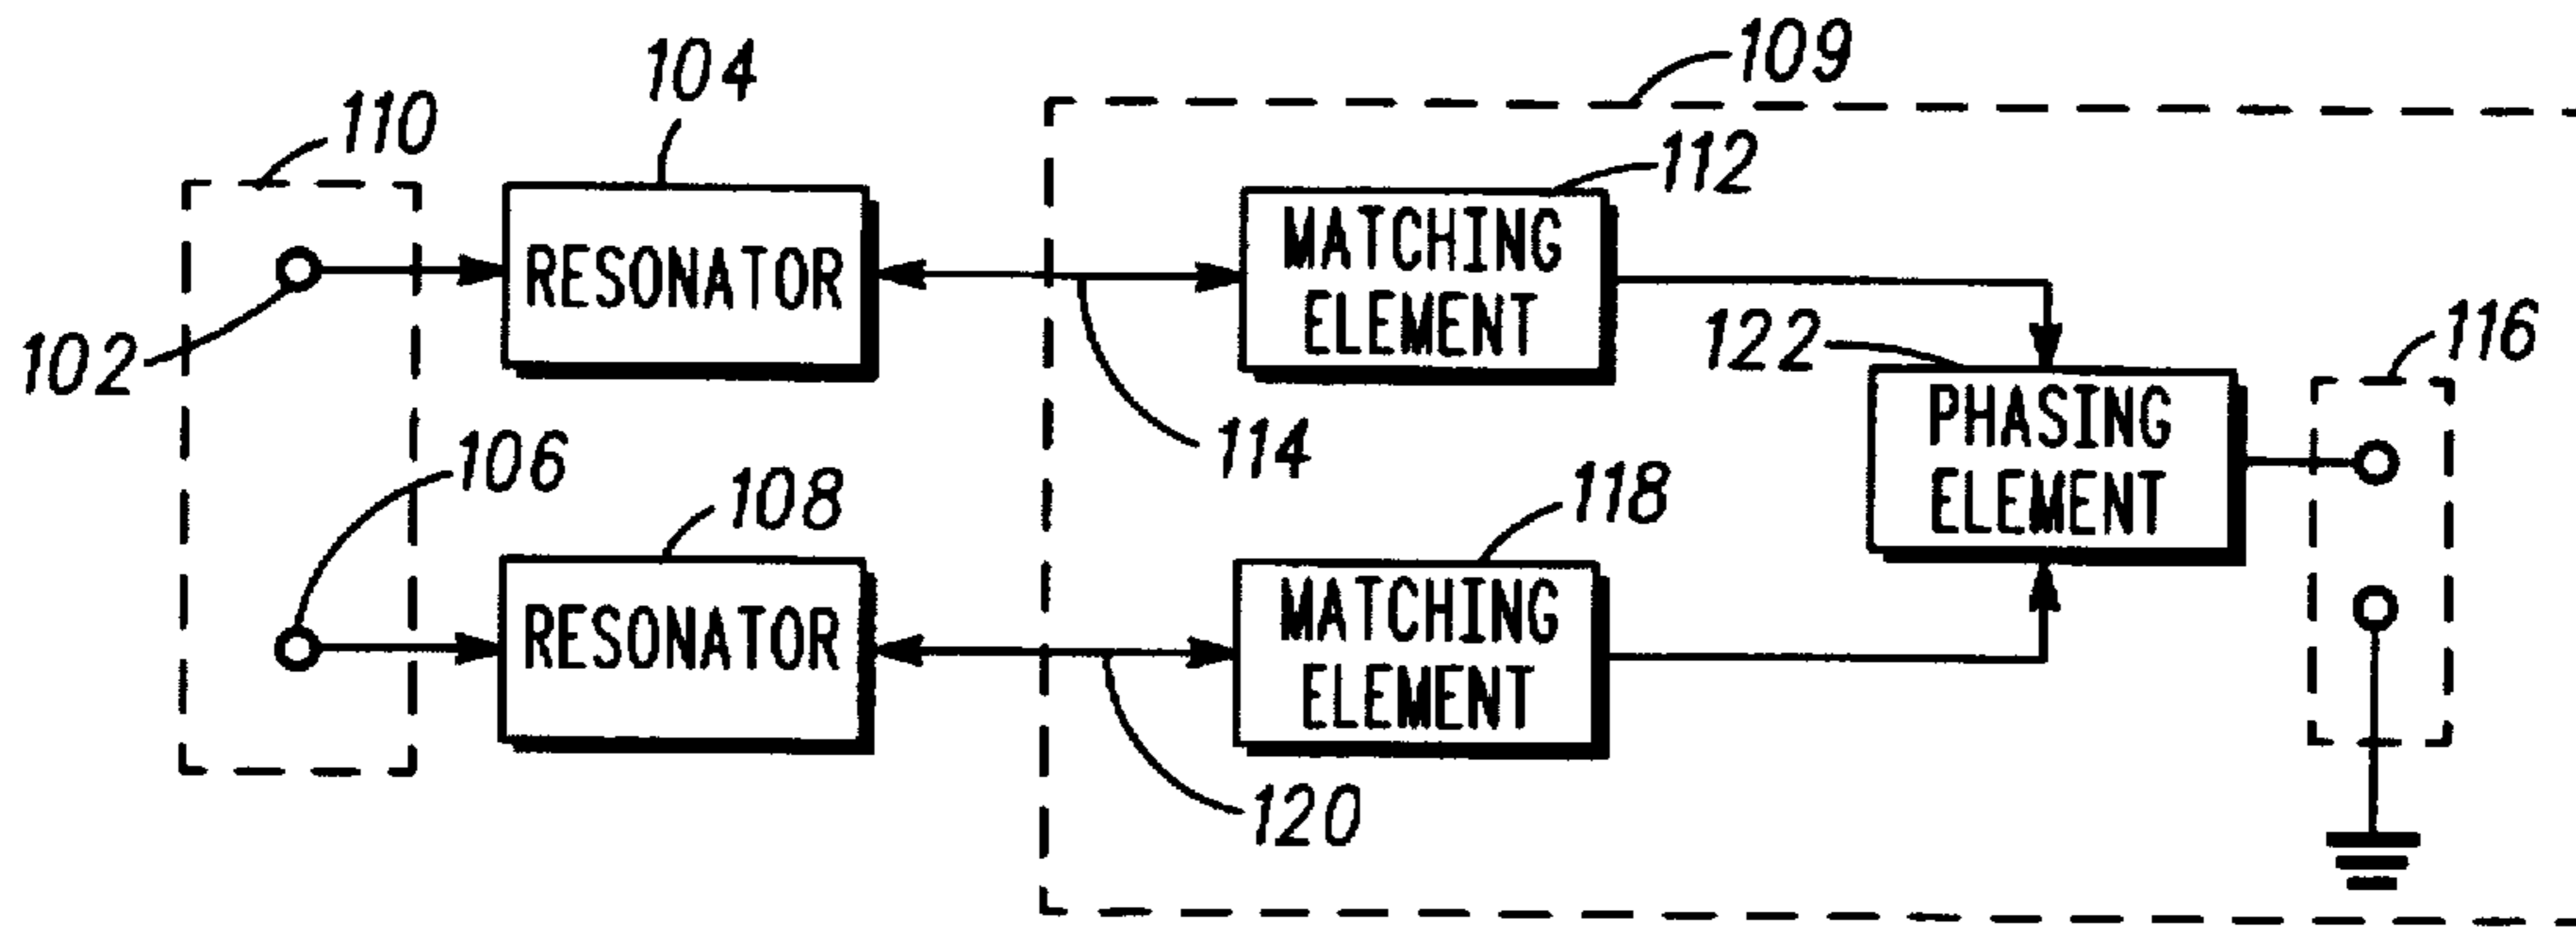 109
104
110
112
RESONATOR
MATCHING
ELEMENT
102
122
116
114
PHASING
ELEMENT
106
108
118
RESONATOR
MATCHING
ELEMENT
120